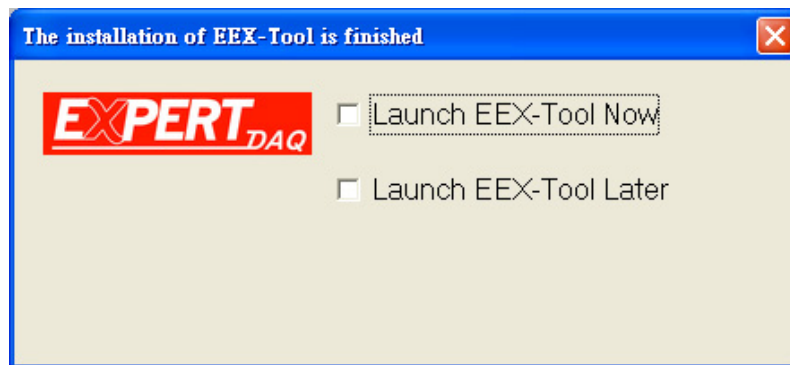 The installation of EEX-Tool is finished
EXPERT DAQ
Launch EEX-Tool Now
Launch EEX-Tool Later